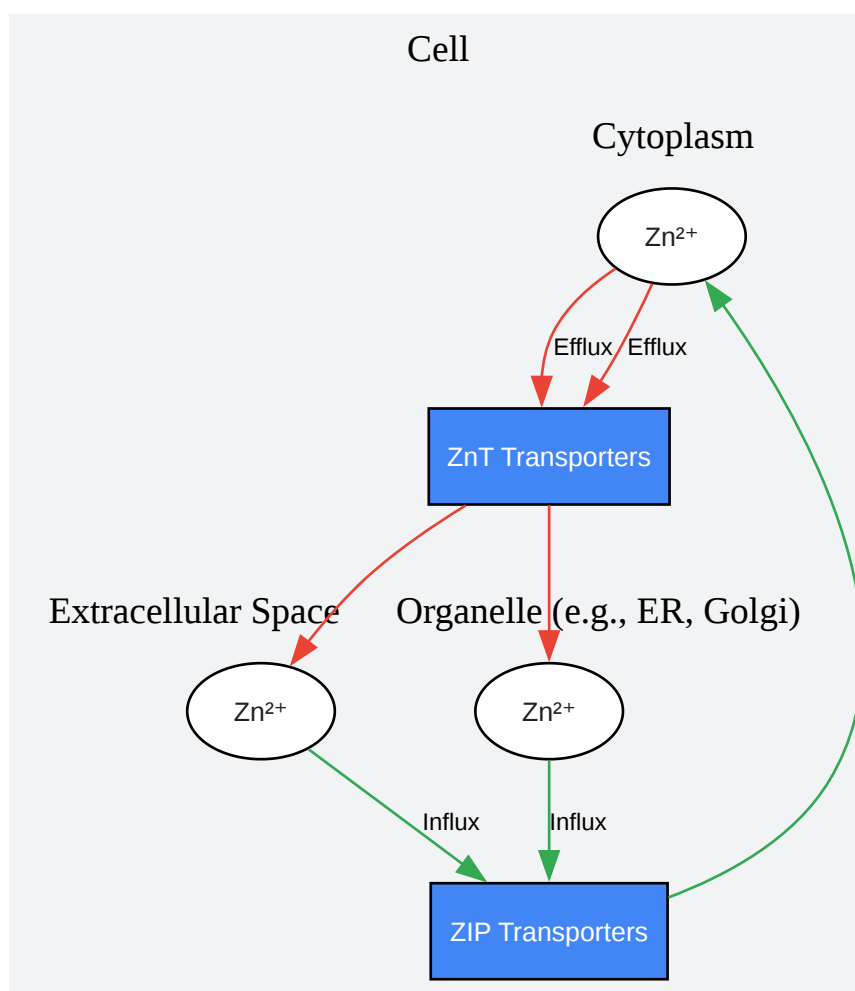 Cell
Cytoplasm
Zn²⁺
Efflux
Efflux
ZnT Transporters
Extracellular Space
Organelle (e.g., ER, Golgi)
Zn²⁺
Zn²⁺
Influx
Influx
ZIP Transporters